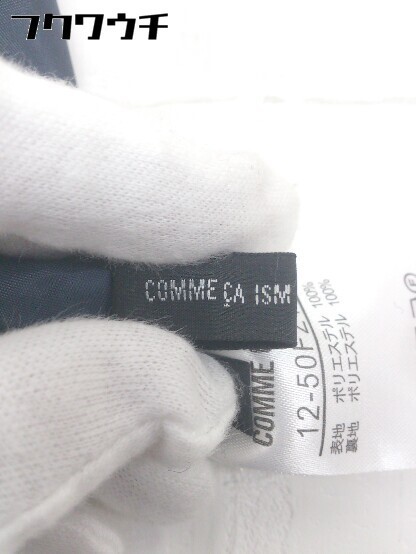 フクワウチ
COMME ÇA ISM
COMME
12-50F
表地 ポリエステル 100%
裏地 ポリエステル 100%